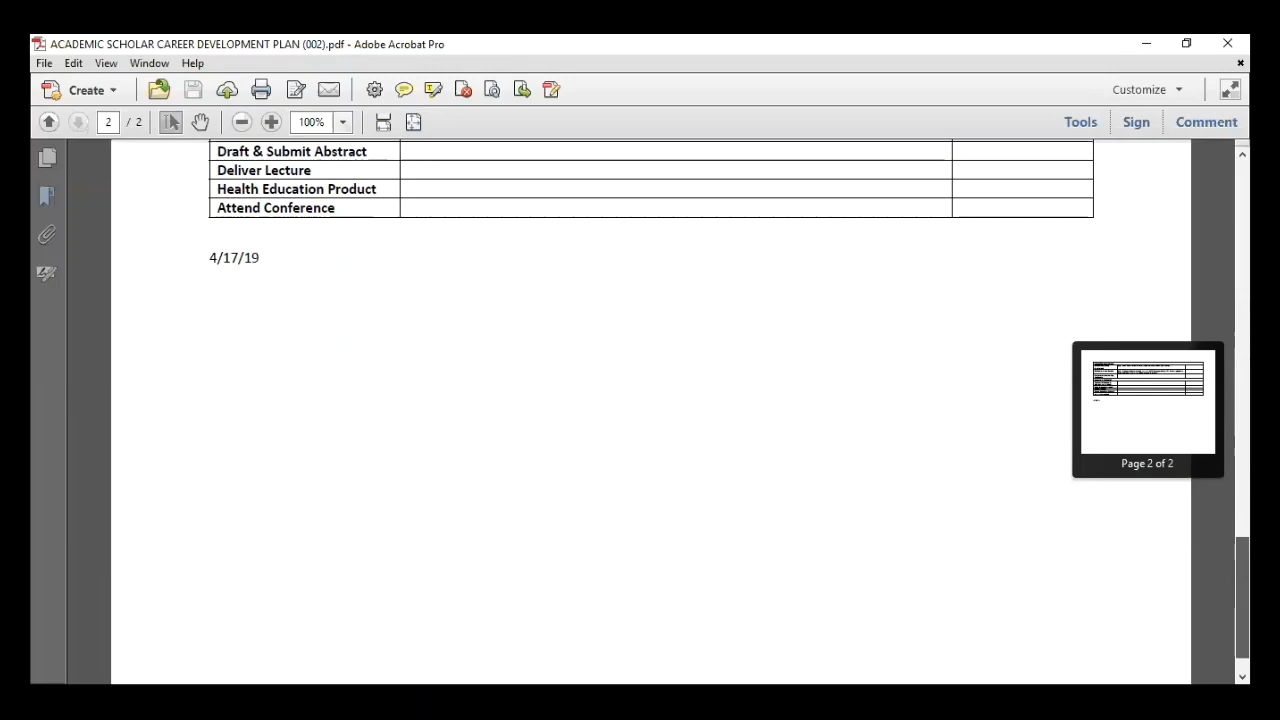 ACADEMIC SCHOLAR CAREER DEVELOPMENT PLAN (002).pdf - Adobe Acrobat Pro
File Edit View Window Help
Create Customize
2 / 2 100% Tools Sign Comment
Draft & Submit Abstract
Deliver Lecture
Health Education Product
Attend Conference
4/17/19
Page 2 of 2